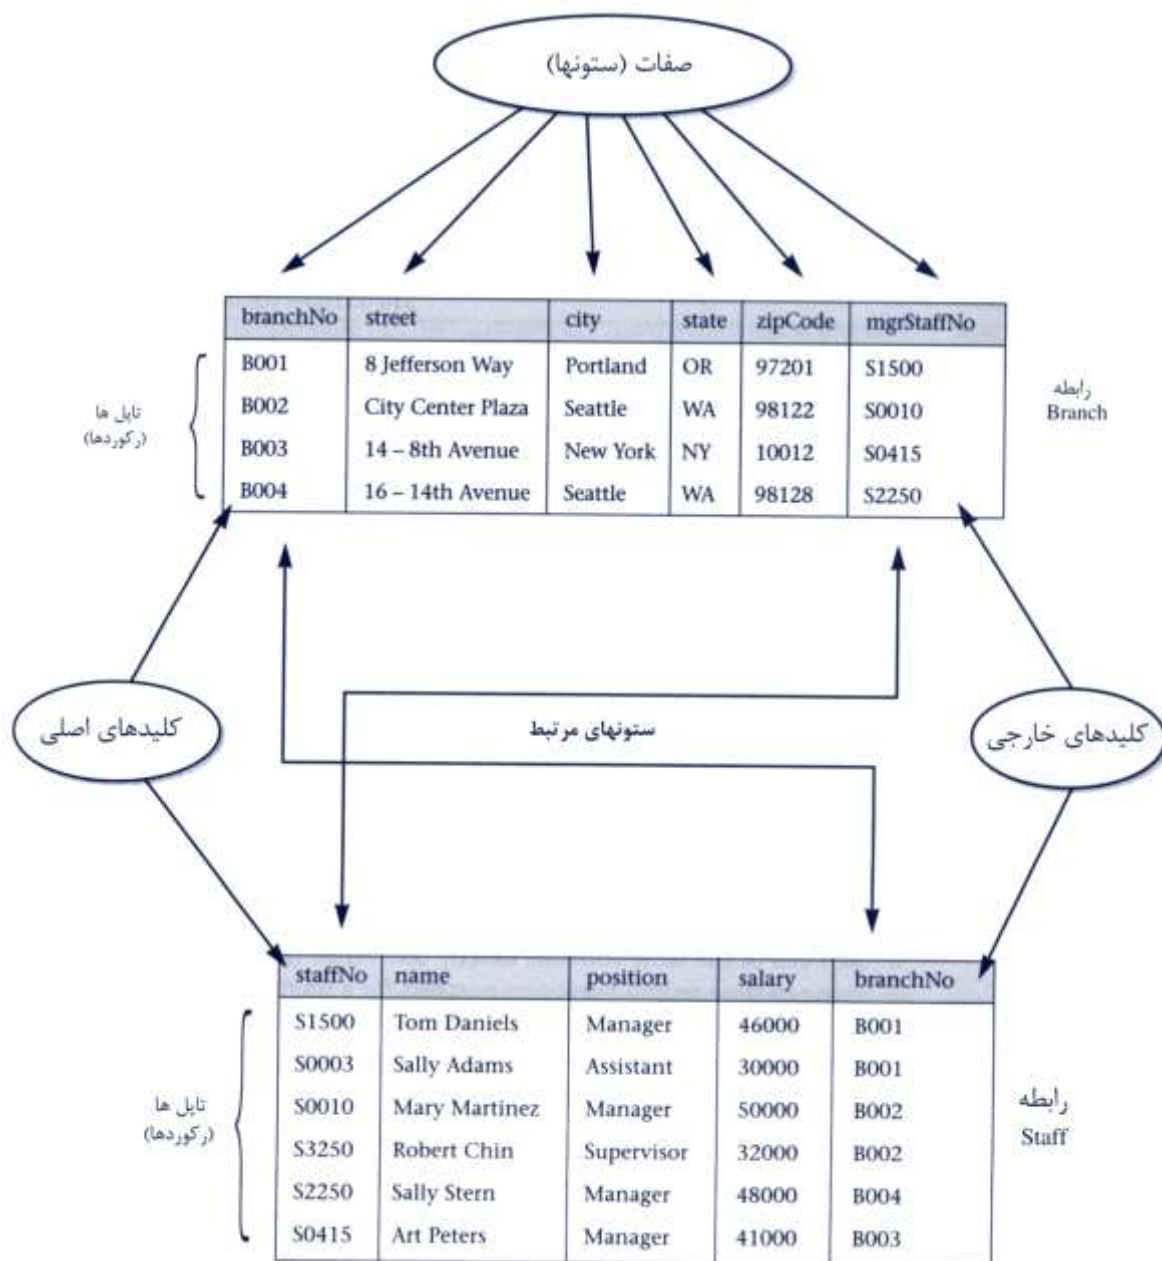 صفات (ستونها)
branchNo street city state zipCode mgrStaffNo
B001 8 Jefferson Way Portland OR 97201 S1500
B002 City Center Plaza Seattle WA 98122 S0010
B003 14 – 8th Avenue New York NY 10012 S0415
B004 16 – 14th Avenue Seattle WA 98128 S2250
تاپل ها
(رکوردها)
رابطه
Branch
کلیدهای اصلی
ستونهای مرتبط
کلیدهای خارجی
staffNo name position salary branchNo
S1500 Tom Daniels Manager 46000 B001
S0003 Sally Adams Assistant 30000 B001
S0010 Mary Martinez Manager 50000 B002
S3250 Robert Chin Supervisor 32000 B002
S2250 Sally Stern Manager 48000 B004
S0415 Art Peters Manager 41000 B003
تاپل ها
(رکوردها)
رابطه
Staff